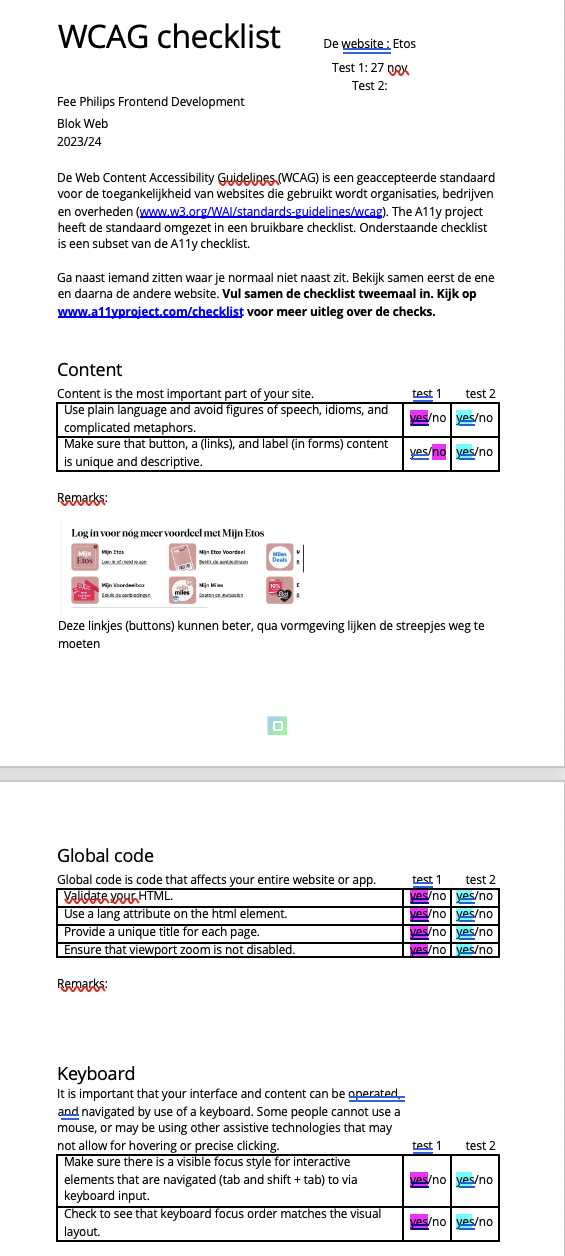 WCAG checklist
De website : Etos
Test 1: 27 nov
Test 2:
Fee Philips Frontend Development
Blok Web
2023/24
De Web Content Accessibility Guidelines (WCAG) is een geaccepteerde standaard
voor de toegankelijkheid van websites die gebruikt wordt organisaties, bedrijven
en overheden (www.w3.org/WAI/standards-guidelines/wcag). The A11y project
heeft de standaard omgezet in een bruikbare checklist. Onderstaande checklist
is een subset van de A11y checklist.
Ga naast iemand zitten waar je normaal niet naast zit. Bekijk samen eerst de ene
en daarna de andere website. Vul samen de checklist tweemaal in. Kijk op
www.a11yproject.com/checklist voor meer uitleg over the checks.
Content
Content is the most important part of your site. test 1 test 2
Use plain language and avoid figures of speech, idioms, and
complicated metaphors. yes/no yes/no
Make sure that button, a (links), and label (in forms) content
is unique and descriptive. yes/no yes/no
Remarks:
Log in voor nóg meer voordeel met Mijn Etos
Mijn Etos
Mijn Etos
Log in of meld je aan
Mijn Etos Voordeel
Bekijk de aanbiedingen
Miles Deals
M
B
Mijn Voordeelbox
Bekijk de aanbiedingen
miles
Mijn Miles
Sparen en inwisselen
10%
E
B
Deze linkjes (buttons) kunnen beter, qua vormgeving lijken de streepjes weg te
moeten
Global code
Global code is code that affects your entire website or app. test 1 test 2
Validate your HTML. yes/no yes/no
Use a lang attribute on the html element. yes/no yes/no
Provide a unique title for each page. yes/no yes/no
Ensure that viewport zoom is not disabled. yes/no yes/no
Remarks:
Keyboard
It is important that your interface and content can be operated,
and navigated by use of a keyboard. Some people cannot use a
mouse, or may be using other assistive technologies that may
not allow for hovering or precise clicking. test 1 test 2
Make sure there is a visible focus style for interactive
elements that are navigated (tab and shift + tab) to via
keyboard input. yes/no yes/no
Check to see that keyboard focus order matches the visual
layout. yes/no yes/no